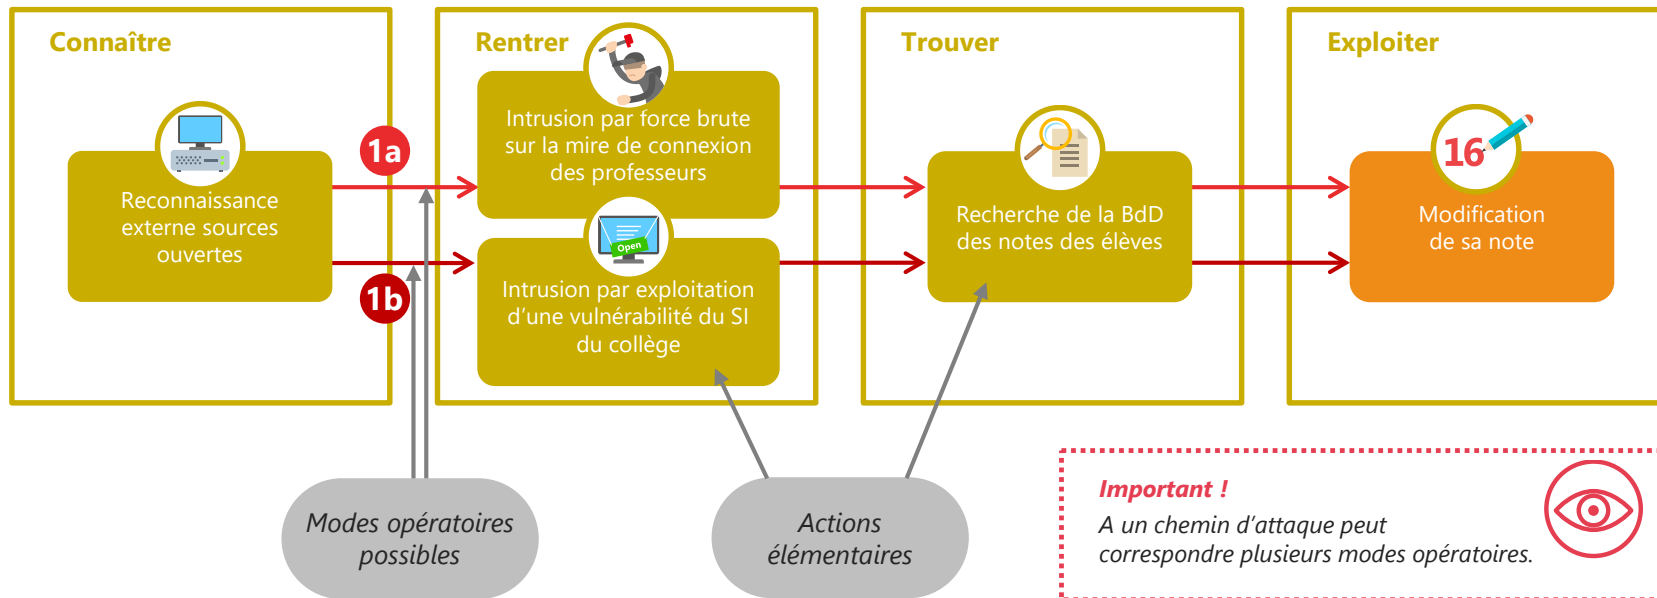 Connaître
Reconnaissance
externe sources
ouvertes
1a
1b
Rentrer
Intrusion par force brute
sur la mire de connexion
des professeurs
Open
Intrusion par exploitation
d’une vulnérabilité du SI
du collège
Trouver
Recherche de la BdD
des notes des élèves
Exploiter
16
Modification
de sa note
Modes opératoires
possibles
Actions
élémentaires
Important !
A un chemin d’attaque peut
correspondre plusieurs modes opératoires.